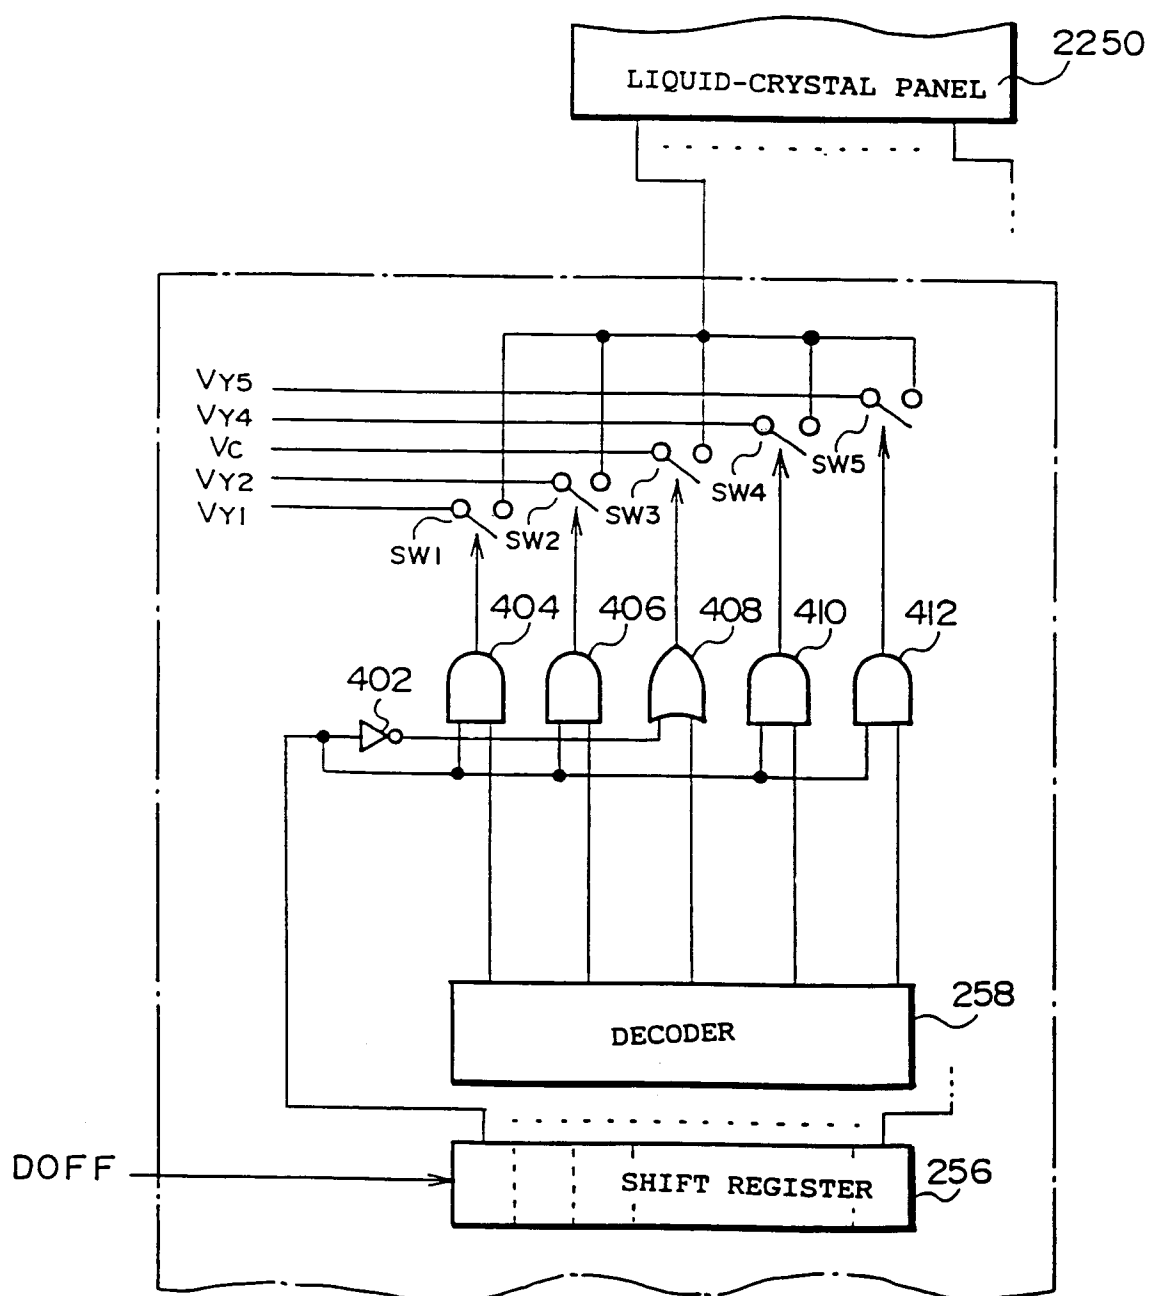 2250
LIQUID-CRYSTAL PANEL
VY5
VY4
VC
VY2
VY1
SW1
SW2
SW3
SW4
SW5
402
404
406
408
410
412
DECODER
258
DOFF
SHIFT REGISTER
256